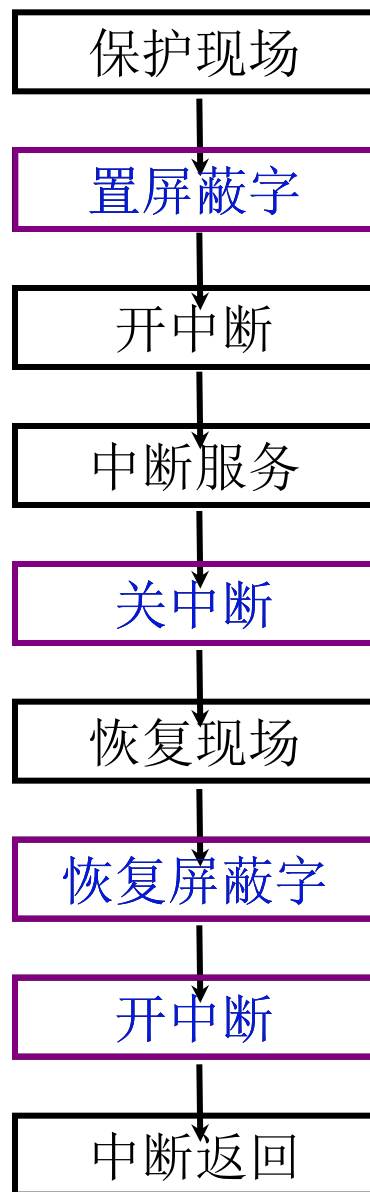 保护现场
置屏蔽字
开中断
中断服务
关中断
恢复现场
恢复屏蔽字
开中断
中断返回